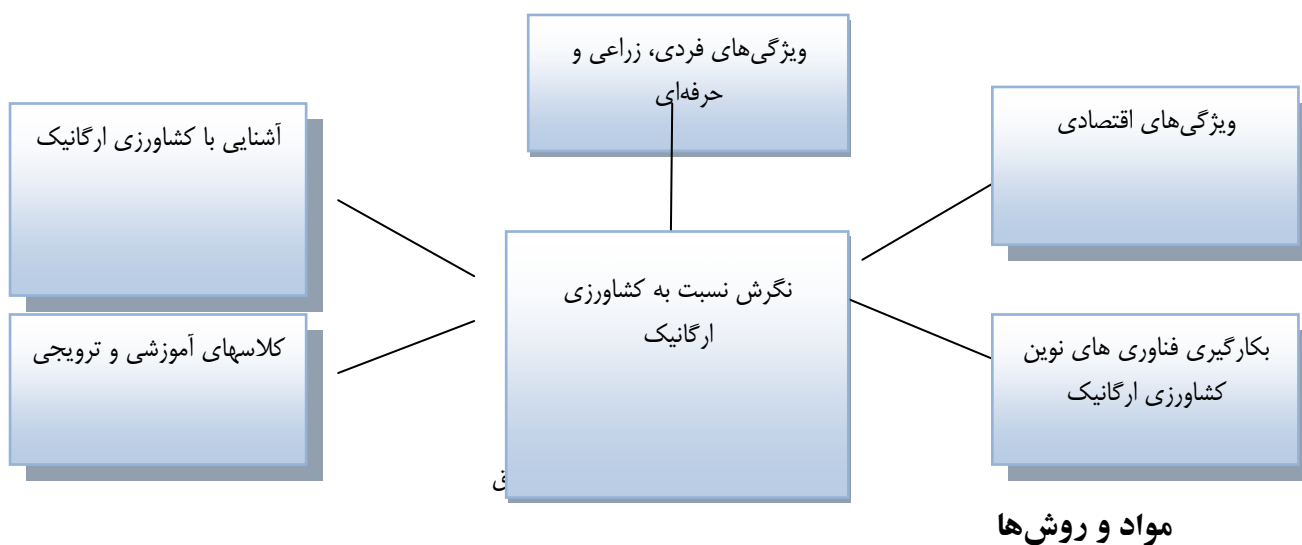 ویژگی‌های فردی، زراعی و
حرفه‌ای
ویژگی‌های اقتصادی
آشنایی با کشاورزی ارگانیک
نگرش نسبت به کشاورزی
ارگانیک
بکارگیری فناوری های نوین
کشاورزی ارگانیک
کلاسهای آموزشی و ترویجی
مواد و روش‌ها